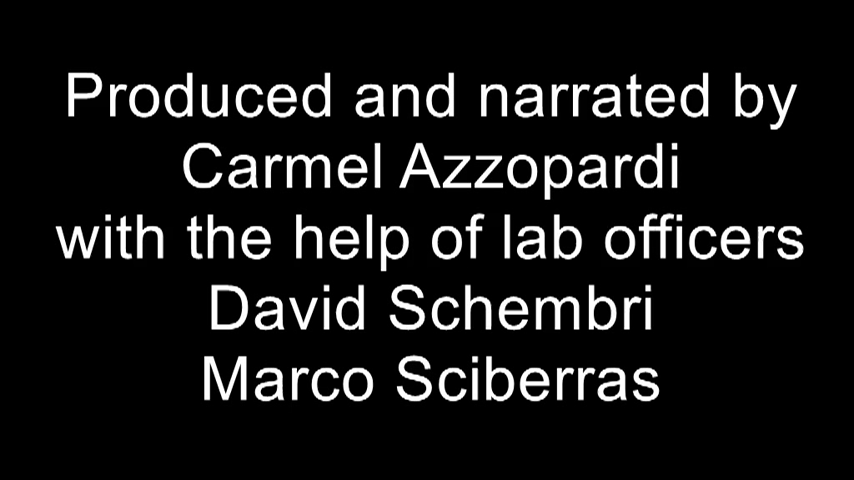 Produced and narrated by
Carmel Azzopardi
with the help of lab officers
David Schembri
Marco Sciberras